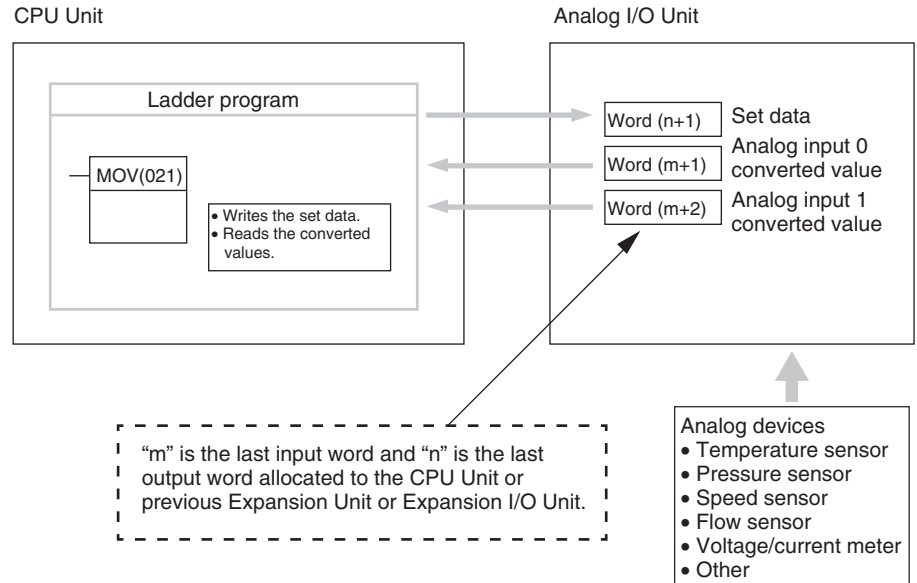 CPU Unit
Analog I/O Unit
Ladder program
MOV(021)
• Writes the set data.
• Reads the converted
values.
Word (n+1)
Set data
Word (m+1)
Analog input 0
converted value
Word (m+2)
Analog input 1
converted value
“m” is the last input word and “n” is the last
output word allocated to the CPU Unit or
previous Expansion Unit or Expansion I/O Unit.
Analog devices
• Temperature sensor
• Pressure sensor
• Speed sensor
• Flow sensor
• Voltage/current meter
• Other